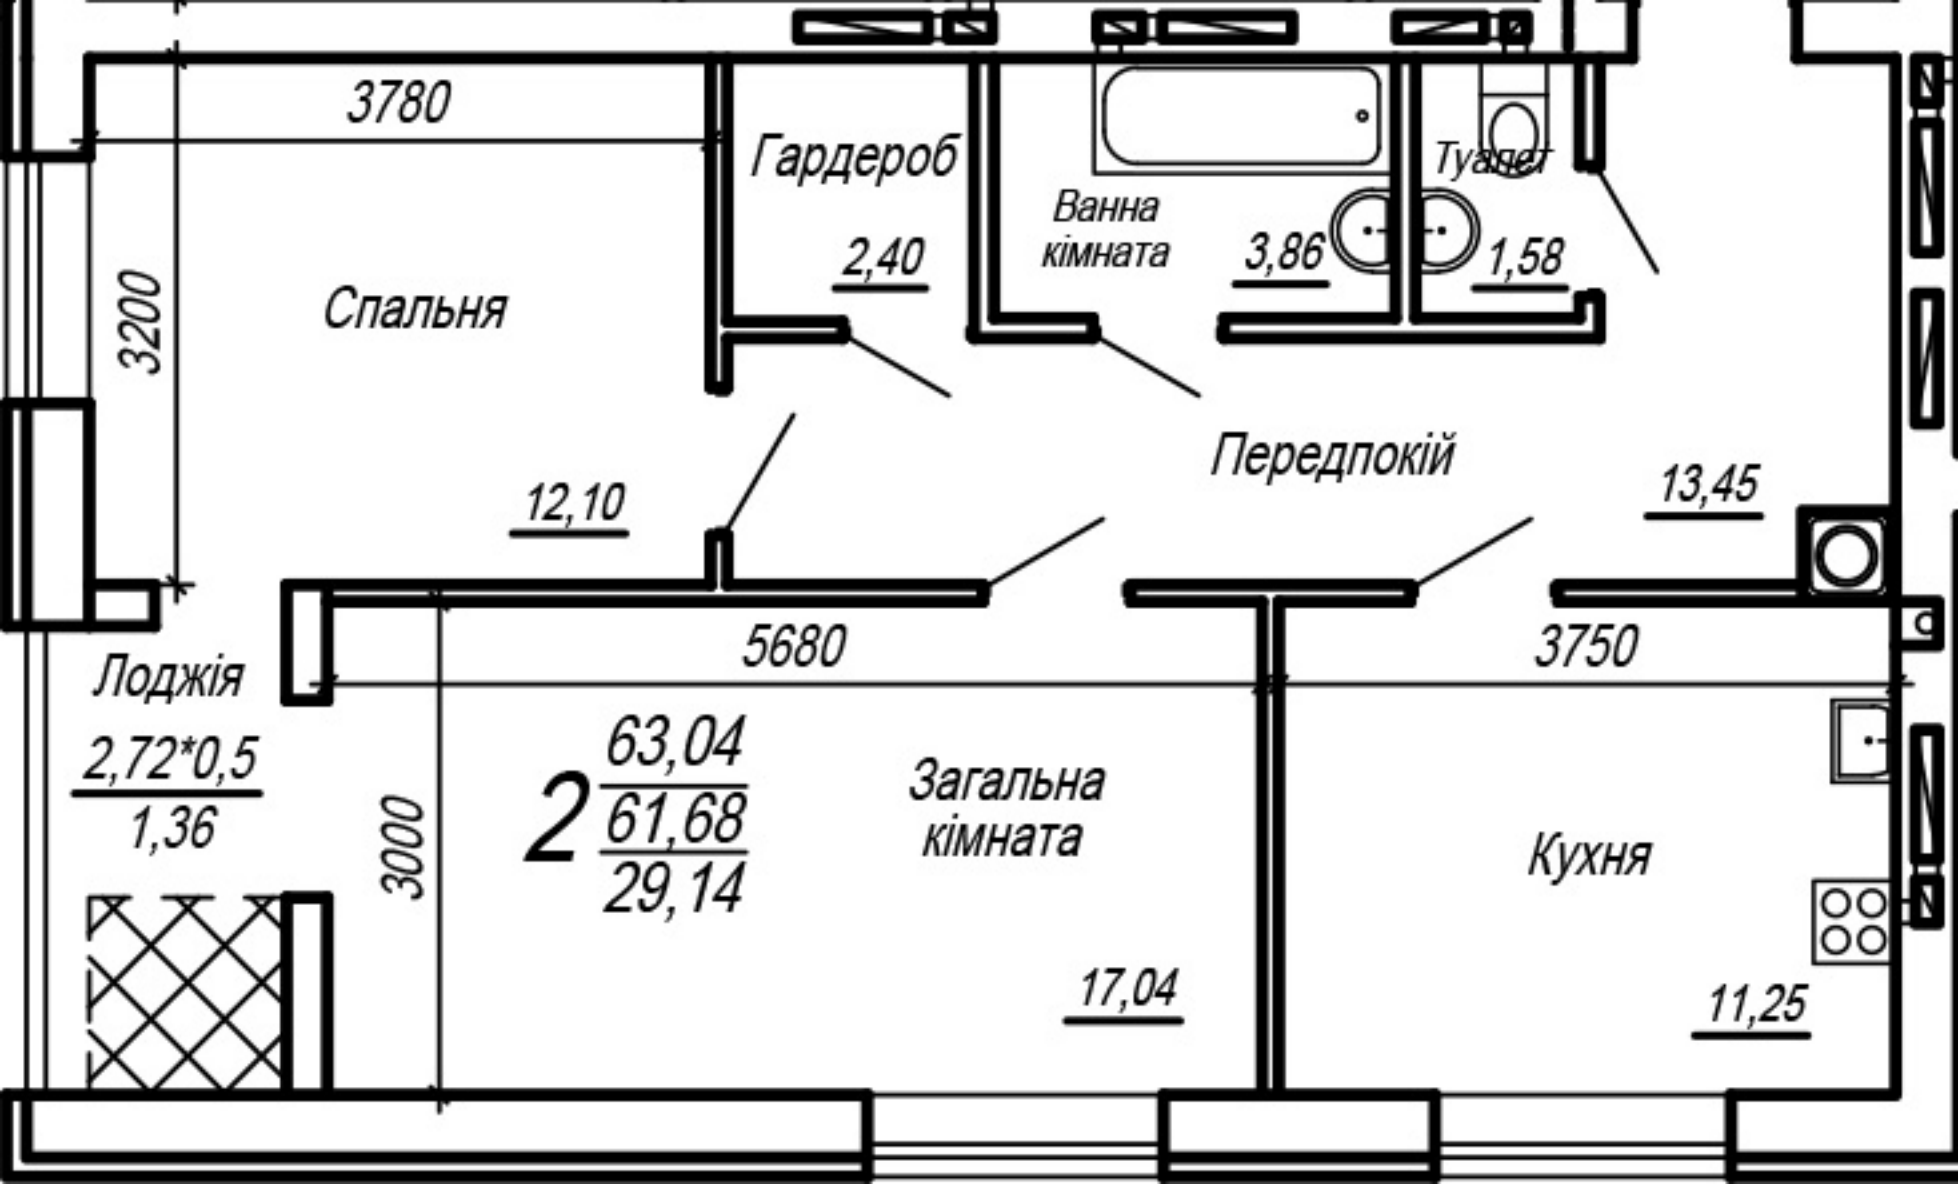 3780
Гардероб
Туалет
Ванна
кімната
2,40
3,86
1,58
3200
Спальня
Передпокій
13,45
12,10
5680
3750
Лоджія
2,72*0,5
1,36
3000
2
63,04
61,68
29,14
Загальна
кімната
Кухня
17,04
11,25